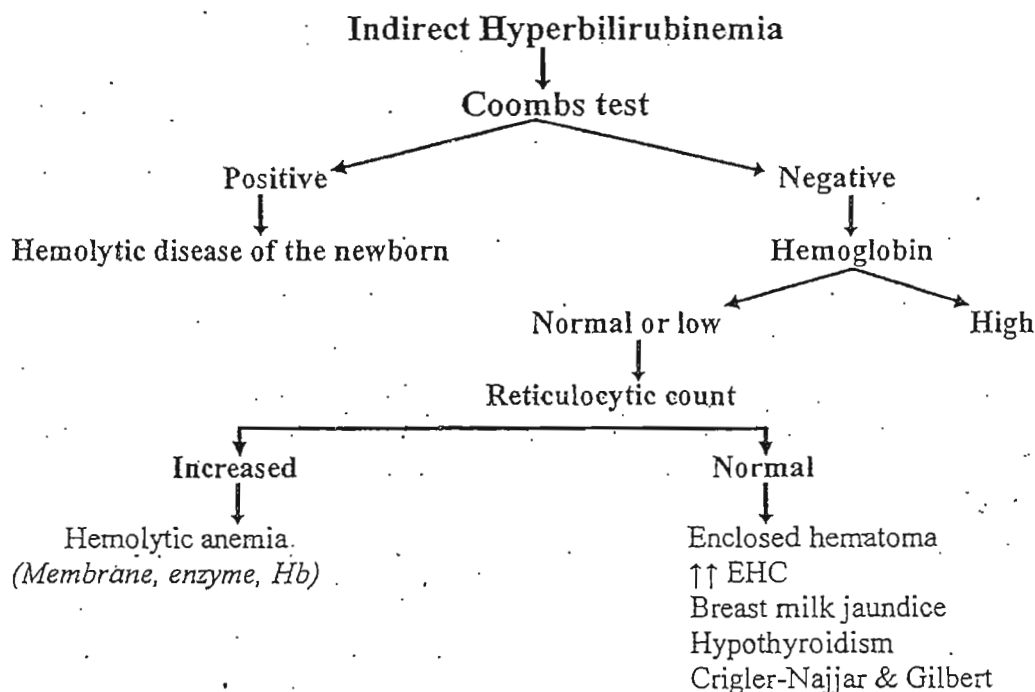 Indirect Hyperbilirubinemia
Coombs test
Positive
Negative
Hemolytic disease of the newborn
Hemoglobin
Normal or low
High
Reticulocytic count
Increased
Normal
Hemolytic anemia.
(Membrane, enzyme, Hb)
Enclosed hematoma
↑↑ EHC
Breast milk jaundice
Hypothyroidism
Crigler-Najjar & Gilbert